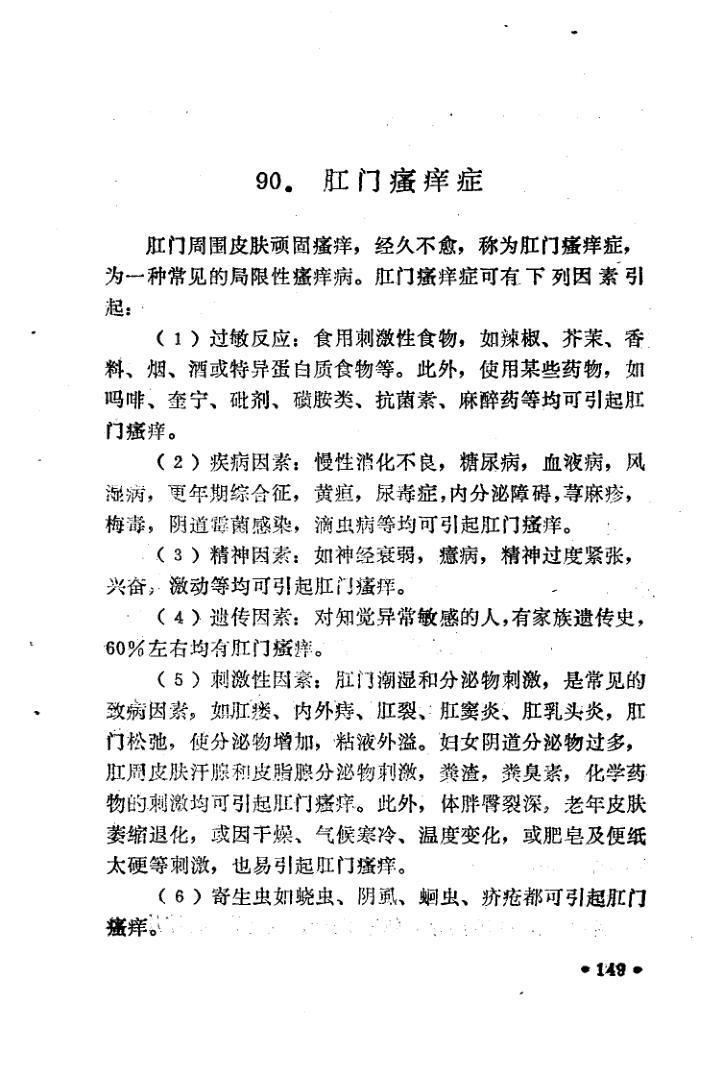 90. 肛门瘙痒症
肛门周围皮肤顽固瘙痒，经久不愈，称为肛门瘙痒症，
为一种常见的局限性瘙痒病。肛门瘙痒症可有下列因素引
起：
（1）过敏反应：食用刺激性食物，如辣椒、芥茉、香
料、烟、酒或特异蛋白质食物等。此外，使用某些药物，如
吗啡、奎宁、砒剂、磺胺类、抗菌素、麻醉药等均可引起肛
门瘙痒。
（2）疾病因素：慢性消化不良，糖尿病，血液病，风
湿病，更年期综合征，黄疸，尿毒症，内分泌障碍，荨麻疹，
梅毒，阴道霉菌感染，滴虫病等均可引起肛门瘙痒。
（3）精神因素：如神经衰弱，癔病，精神过度紧张，
兴奋，激动等均可引起肛门瘙痒。
（4）遗传因素：对知觉异常敏感的人，有家族遗传史，
60%左右均有肛门瘙痒。
（5）刺激性因素：肛门潮湿和分泌物刺激，是常见的
致病因素，如肛瘘、内外痔、肛裂、肛窦炎、肛乳头炎，肛
门松弛，使分泌物增加，粘液外溢。妇女阴道分泌物过多，
肛周皮肤汗腺和皮脂腺分泌物刺激，粪渣，粪臭素，化学药
物的刺激均可引起肛门瘙痒。此外，体胖臀裂深，老年皮肤
萎缩退化，或因干燥、气候寒冷、温度变化，或肥皂及便纸
太硬等刺激，也易引起肛门瘙痒。
（6）寄生虫如蛲虫、阴虱、蛔虫、疥疮都可引起肛门
瘙痒。
•149•